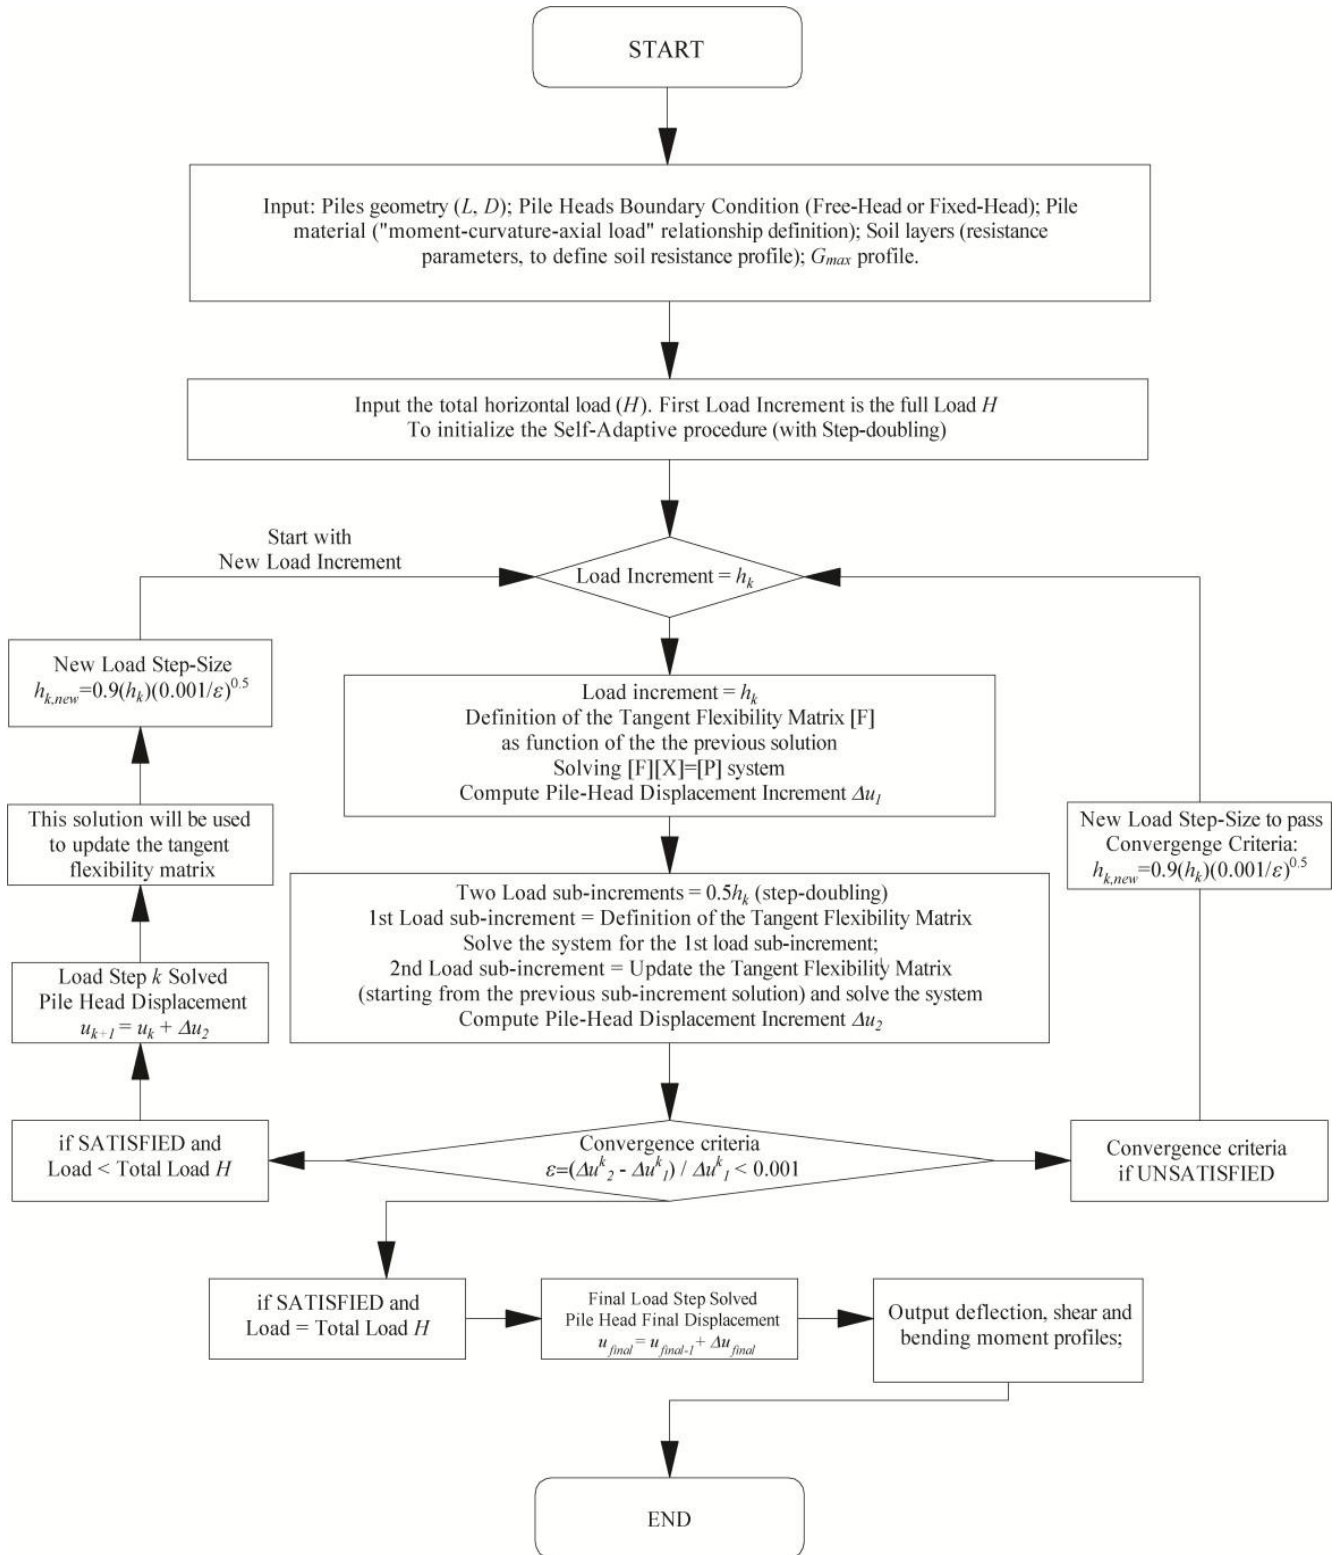 START
Input: Piles geometry (L, D); Pile Heads Boundary Condition (Free-Head or Fixed-Head); Pile
material ("moment-curvature-axial load" relationship definition); Soil layers (resistance
parameters, to define soil resistance profile); Gmax profile.
Input the total horizontal load (H). First Load Increment is the full Load H
To initialize the Self-Adaptive procedure (with Step-doubling)
Start with
New Load Increment
Load Increment = hk
New Load Step-Size
hk,new=0.9(hk)(0.001/ε)^0.5
Load increment = hk
Definition of the Tangent Flexibility Matrix [F]
as function of the the previous solution
Solving [F][X]=[P] system
Compute Pile-Head Displacement Increment Δu1
This solution will be used
to update the tangent
flexibility matrix
New Load Step-Size to pass
Convergenge Criteria:
hk,new=0.9(hk)(0.001/ε)^0.5
Two Load sub-increments = 0.5hk (step-doubling)
1st Load sub-increment = Definition of the Tangent Flexibility Matrix
Solve the system for the 1st load sub-increment;
2nd Load sub-increment = Update the Tangent Flexibility Matrix
(starting from the previous sub-increment solution) and solve the system
Compute Pile-Head Displacement Increment Δu2
Load Step k Solved
Pile Head Displacement
uk+1 = uk + Δu2
if SATISFIED and
Load < Total Load H
Convergence criteria
ε=(Δu^k2 - Δu^k1) / Δu^k1 < 0.001
Convergence criteria
if UNSATISFIED
if SATISFIED and
Load = Total Load H
Final Load Step Solved
Pile Head Final Displacement
ufinal = ufinal-1 + Δufinal
Output deflection, shear and
bending moment profiles;
END